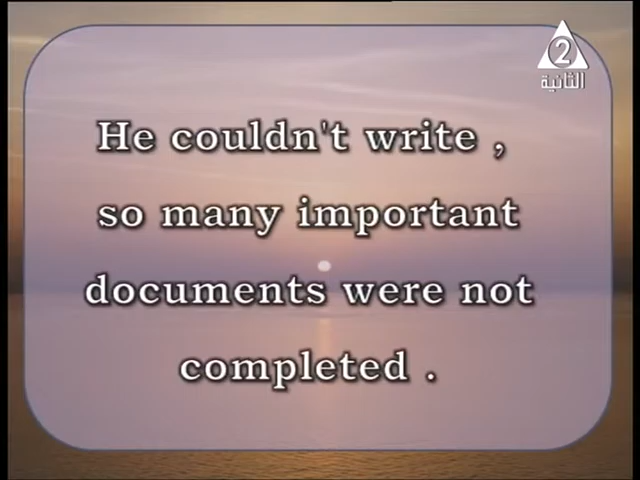 2
الثانية
He couldn't write ,
so many important
documents were not
completed .